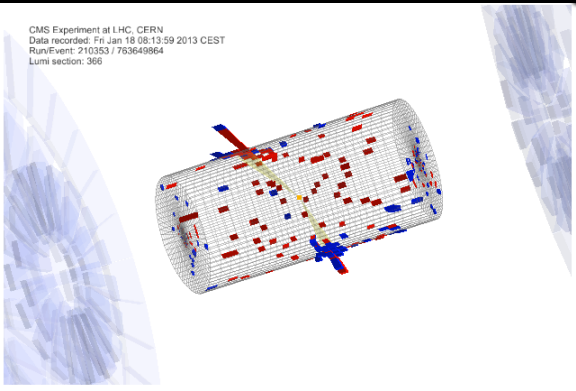 CMS Experiment at LHC, CERN
Data recorded: Fri Jan 18 08:13:59 2013 CEST
Run/Event: 210353 / 763649864
Lumi section: 366